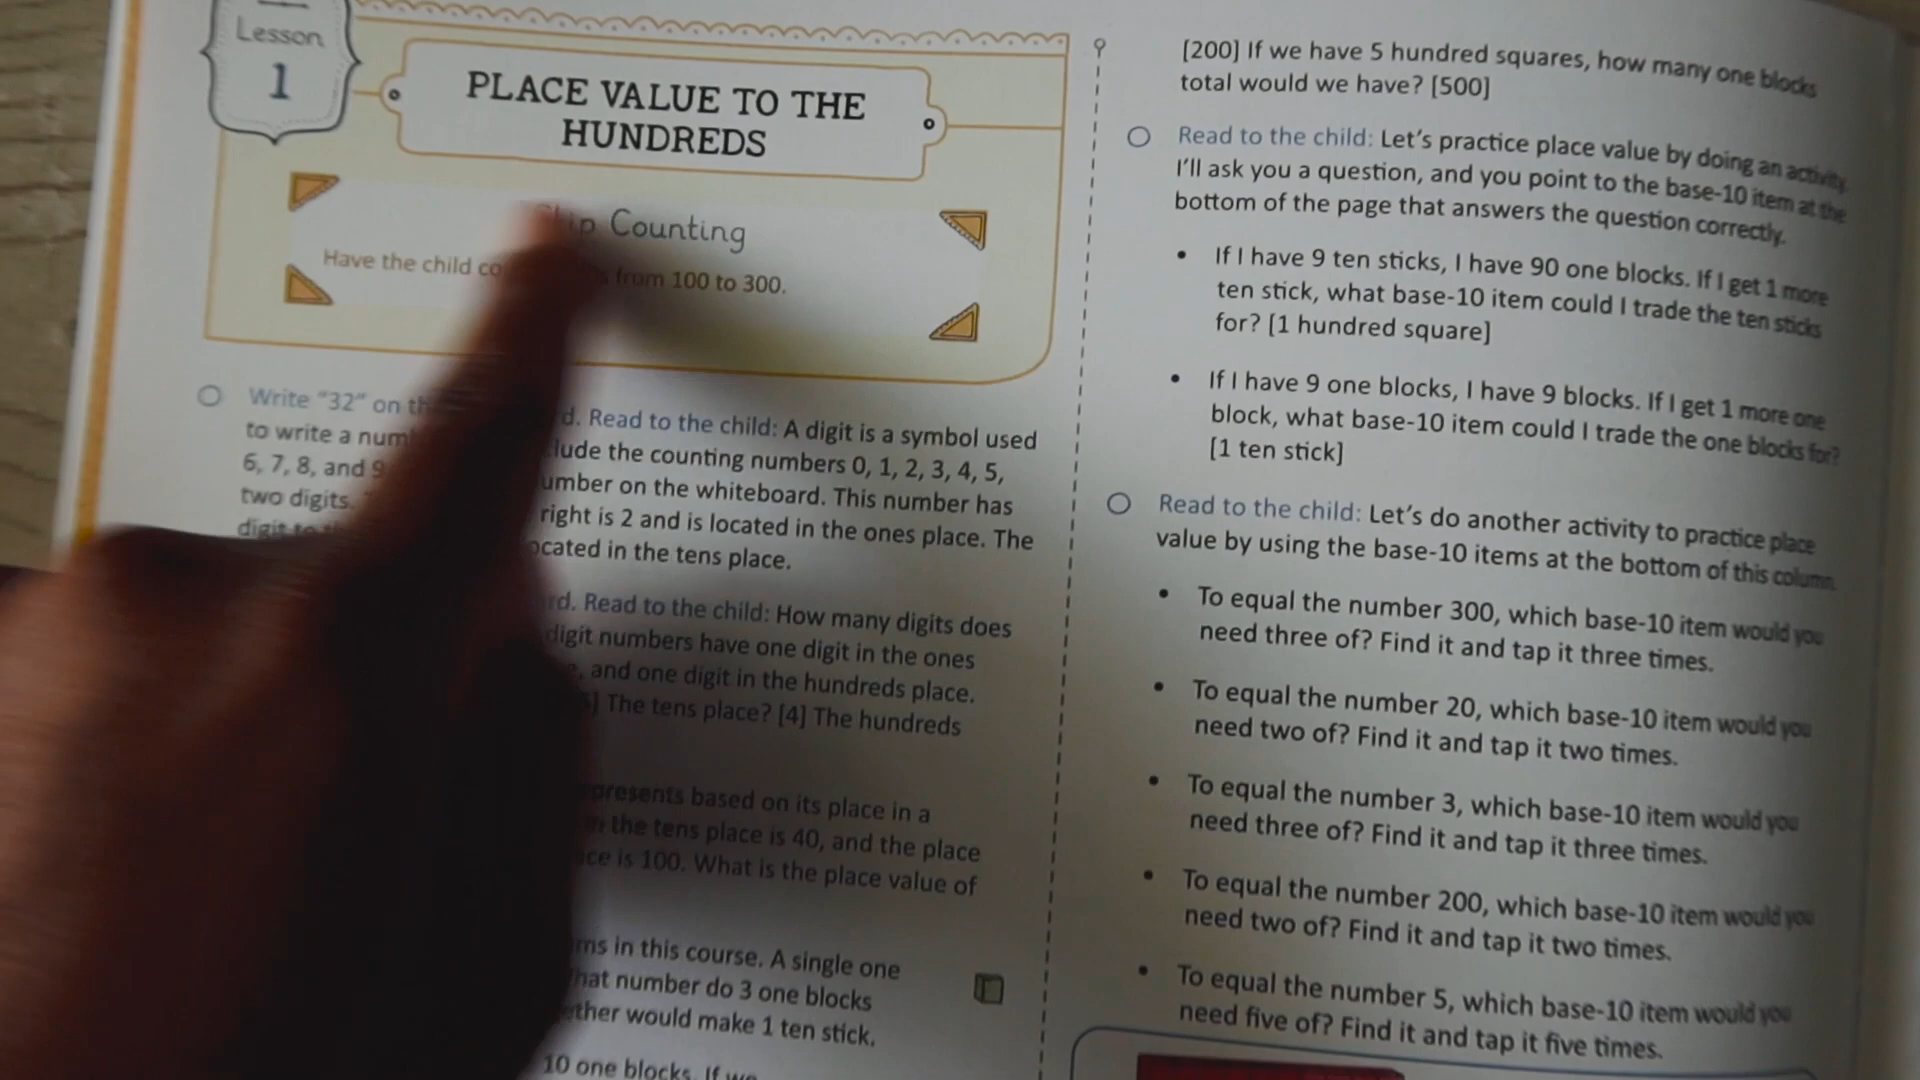 Lesson
1
PLACE VALUE TO THE
HUNDREDS
Skip Counting
Have the child from 100 to 300.
Write "32" on Read to the child: A digit is a symbol used
to write a the counting numbers 0, 1, 2, 3, 4, 5,
6, 7, 8, and 9 on the whiteboard. This number has
two digits. right is 2 and is located in the ones place. The
digit in the tens place.
Read to the child: How many digits does
digit numbers have one digit in the ones
and one digit in the hundreds place.
The tens place? [4] The hundreds
based on its place in a
the tens place is 40, and the place
is 100. What is the place value of
in this course. A single one
number do 3 one blocks
would make 1 ten stick.
10 one blocks. If
[200] If we have 5 hundred squares, how many one blocks
total would we have? [500]
Read to the child: Let's practice place value by doing an activity.
I'll ask you a question, and you point to the base-10 item at the
bottom of the page that answers the question correctly.
• If I have 9 ten sticks, I have 90 one blocks. If I get 1 more
ten stick, what base-10 item could I trade the ten sticks
for? [1 hundred square]
• If I have 9 one blocks, I have 9 blocks. If I get 1 more one
block, what base-10 item could I trade the one blocks for?
[1 ten stick]
Read to the child: Let's do another activity to practice place
value by using the base-10 items at the bottom of this column.
• To equal the number 300, which base-10 item would you
need three of? Find it and tap it three times.
• To equal the number 20, which base-10 item would you
need two of? Find it and tap it two times.
• To equal the number 3, which base-10 item would you
need three of? Find it and tap it three times.
• To equal the number 200, which base-10 item would you
need two of? Find it and tap it two times.
• To equal the number 5, which base-10 item would you
need five of? Find it and tap it five times.